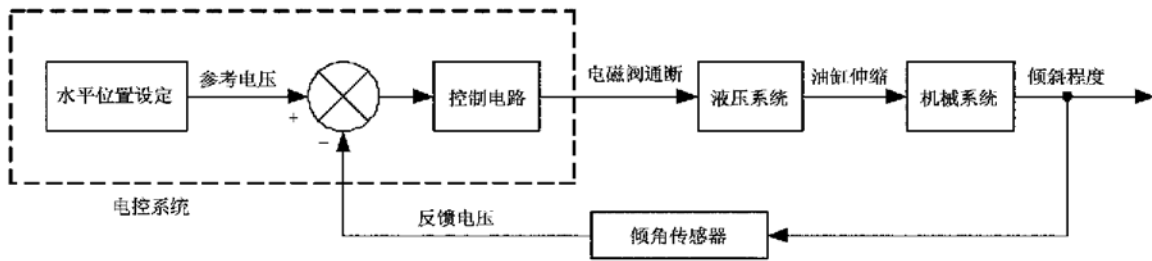 水平位置设定
参考电压
+
−
控制电路
电磁阀通断
液压系统
油缸伸缩
机械系统
倾斜程度
电控系统
反馈电压
倾角传感器